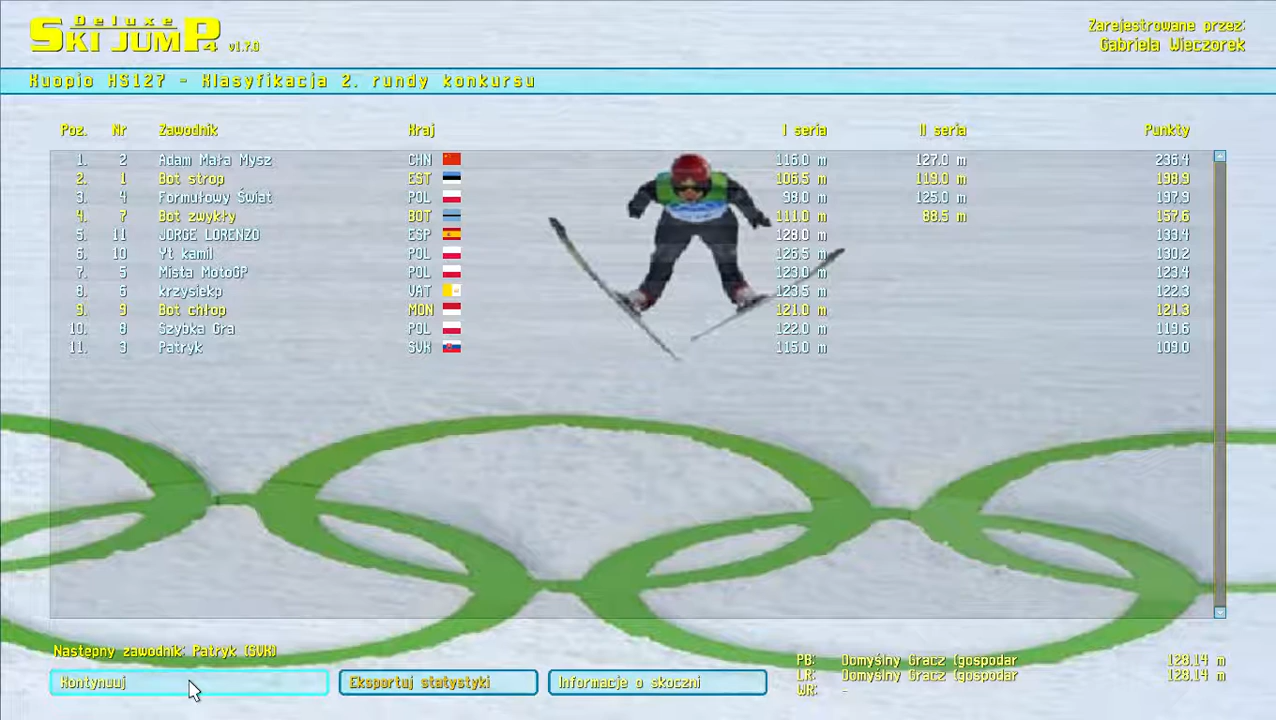 Deluxe
SKI JUMP 4 v1.7.0
Zarejestrowane przez:
Gabriela Wieczorek
Kuopio HS127 - Klasyfikacja 2. rundy konkursu
Poz. Nr Zawodnik Kraj I seria II seria Punkty
1. 2 Adam Mała Mysz CHN 116.0 m 127.0 m 236.4
2. 1 Bot strop EST 106.5 m 119.0 m 198.9
3. 4 Formułowy Świat POL 98.0 m 125.0 m 197.9
4. 7 Bot zwykły BOT 111.0 m 88.5 m 157.6
5. 11 JORGE LORENZO ESP 128.0 m 133.4
6. 10 Yt kamil POL 126.5 m 130.2
7. 5 Mista MotoGP POL 123.0 m 123.4
8. 6 krzysiekp VAT 123.5 m 122.3
9. 9 Bot chłop MON 121.0 m 121.3
10. 8 Szybka Gra POL 122.0 m 119.6
11. 3 Patryk SVK 115.0 m 109.0
Następny zawodnik: Patryk (SVK)
Kontynuuj Eksportuj statystyki Informacje o skoczni
PB: Domyślny Gracz (gospodar 128.14 m
LR: Domyślny Gracz (gospodar 128.14 m
WR: -